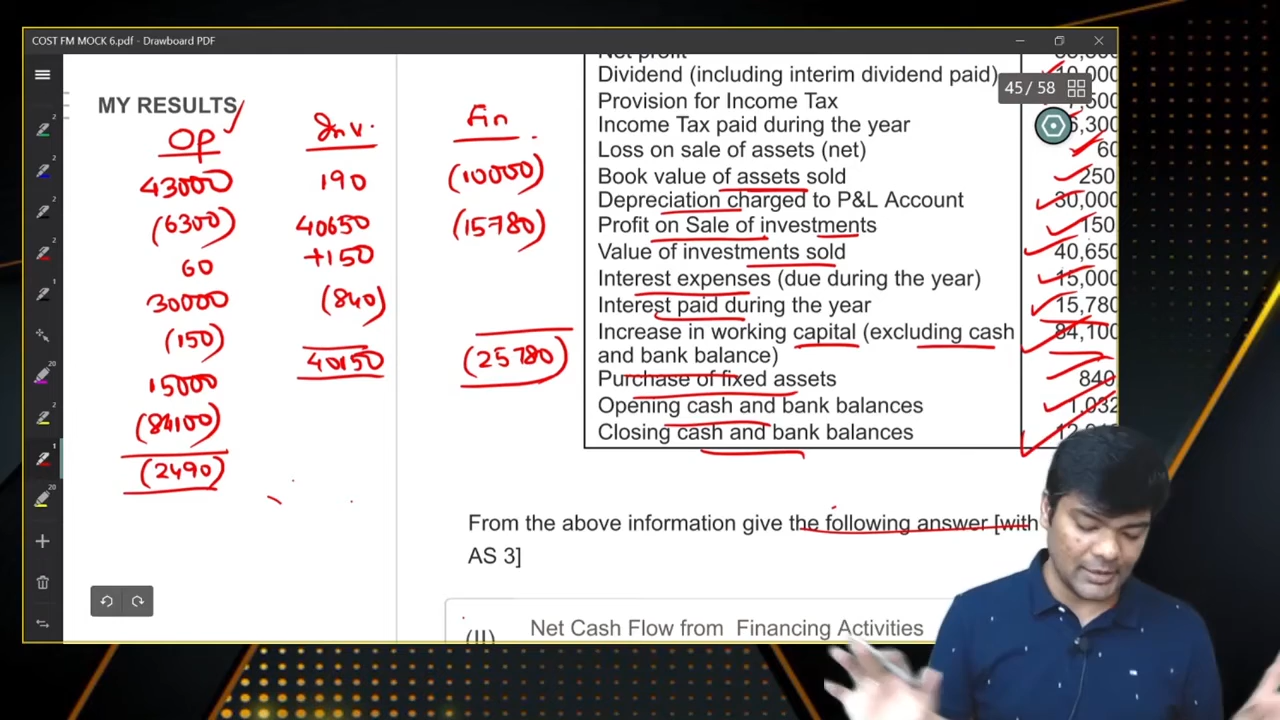 COST FM MOCK 6.pdf - Drawboard PDF
45 / 58
MY RESULTS
Op
43000
(6300)
60
30000
(150)
15000
(84100)
(2490)
Inv.
190
40650
+150
(840)
40150
Fin
(10000)
(15780)
(25780)
Net profit
Dividend (including interim dividend paid) 10,000
Provision for Income Tax
Income Tax paid during the year
Loss on sale of assets (net) 60
Book value of assets sold 250
Depreciation charged to P&L Account 30,000
Profit on Sale of investments 150
Value of investments sold 40,650
Interest expenses (due during the year) 15,000
Interest paid during the year 15,780
Increase in working capital (excluding cash 84,100
and bank balance)
Purchase of fixed assets 840
Opening cash and bank balances 1,032
Closing cash and bank balances
From the above information give the following answer [with
AS 3]
(II) Net Cash Flow from Financing Activities